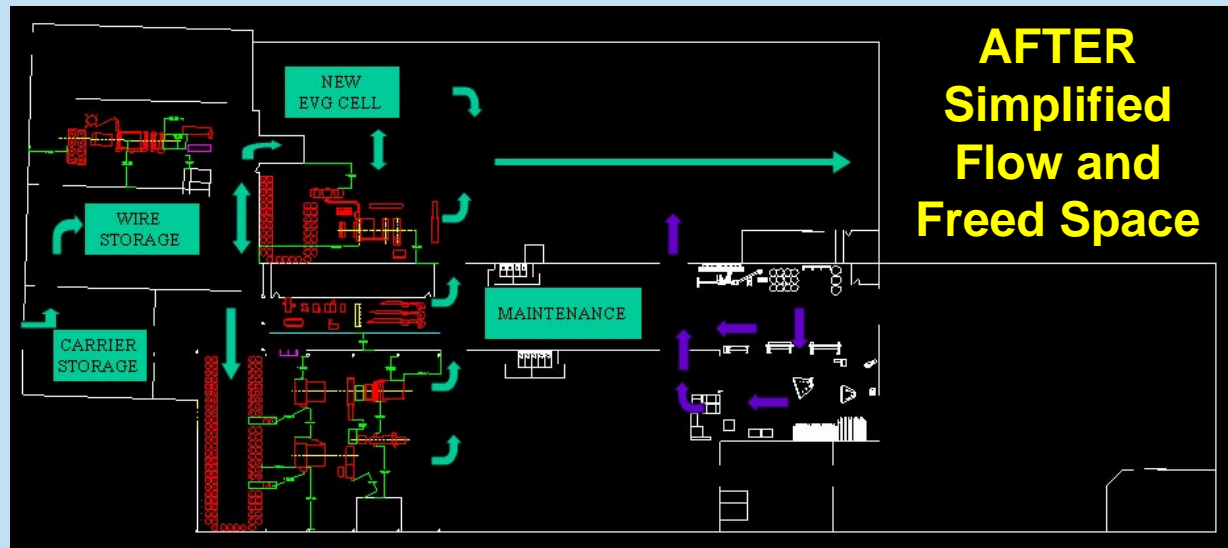 AFTER
Simplified
Flow and
Freed Space
NEW
EVG CELL
WIRE
STORAGE
MAINTENANCE
CARRIER
STORAGE